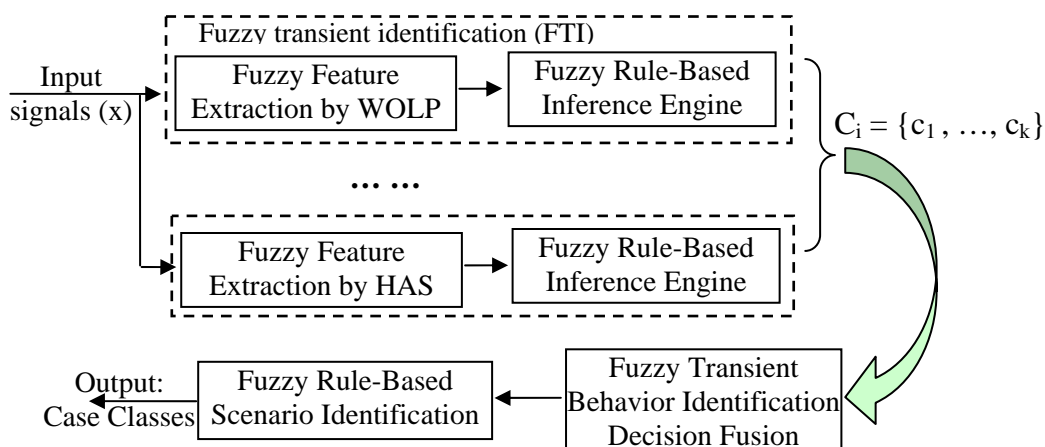 Fuzzy transient identification (FTI)
Input
signals (x)
Fuzzy Feature
Extraction by WOLP
Fuzzy Rule-Based
Inference Engine
C_i = {c_1 , …, c_k}
... ...
Fuzzy Feature
Extraction by HAS
Fuzzy Rule-Based
Inference Engine
Output:
Case Classes
Fuzzy Rule-Based
Scenario Identification
Fuzzy Transient
Behavior Identification
Decision Fusion